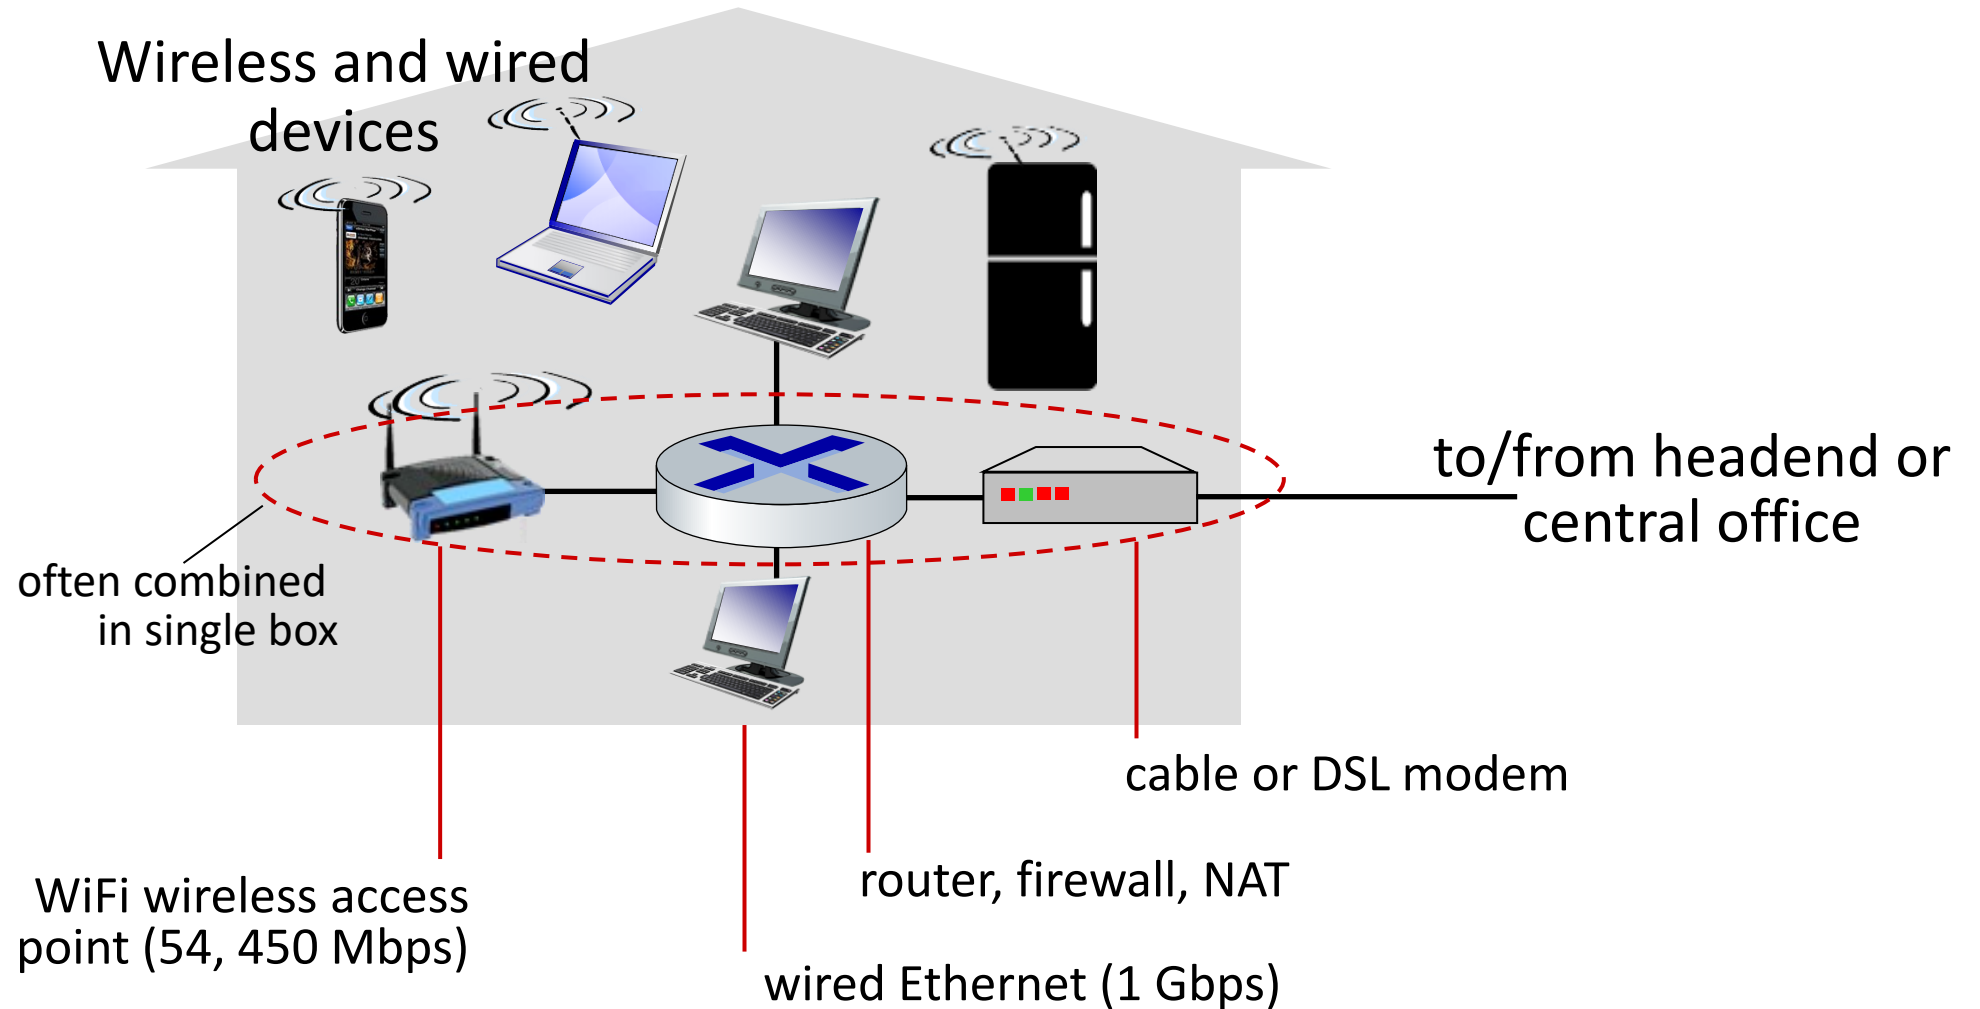 Wireless and wired
devices
to/from headend or
central office
often combined
in single box
cable or DSL modem
router, firewall, NAT
WiFi wireless access
point (54, 450 Mbps)
wired Ethernet (1 Gbps)